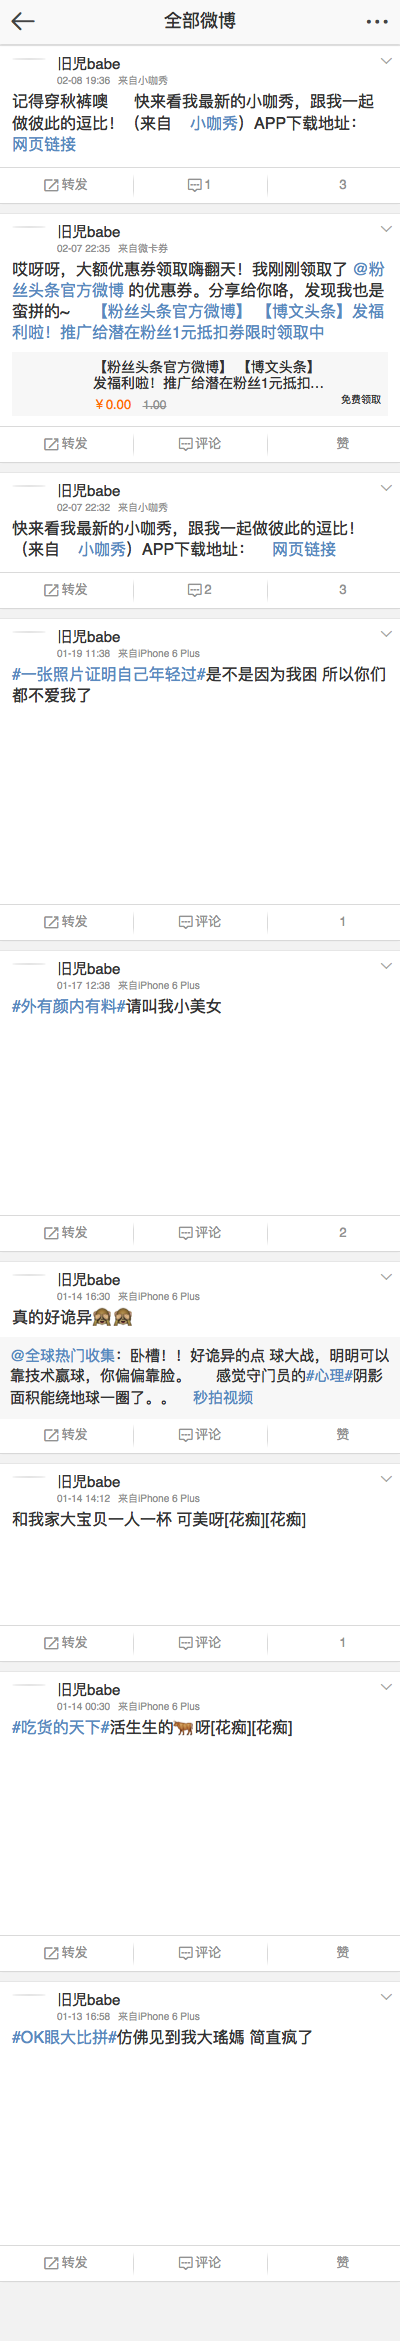 全部微博
旧児babe
02-08 19:36 来自小咖秀
记得穿秋裤噢 快来看我最新的小咖秀，跟我一起
做彼此的逗比！（来自 小咖秀）APP下载地址：
网页链接
转发 1 3
旧児babe
02-07 22:35 来自微卡券
哎呀呀，大额优惠券领取嗨翻天！我刚刚领取了 @粉
丝头条官方微博 的优惠券。分享给你咯，发现我也是
蛮拼的~ 【粉丝头条官方微博】 【博文头条】发福
利啦！推广给潜在粉丝1元抵扣券限时领取中
【粉丝头条官方微博】 【博文头条】
发福利啦！推广给潜在粉丝1元抵扣...
¥0.00 1.00 免费领取
转发 评论 赞
旧児babe
02-07 22:32 来自小咖秀
快来看我最新的小咖秀，跟我一起做彼此的逗比！
（来自 小咖秀）APP下载地址： 网页链接
转发 2 3
旧児babe
01-19 11:38 来自iPhone 6 Plus
#一张照片证明自己年轻过#是不是因为我困 所以你们
都不爱我了
转发 评论 1
旧児babe
01-17 12:38 来自iPhone 6 Plus
#外有颜内有料#请叫我小美女
转发 评论 2
旧児babe
01-14 16:30 来自iPhone 6 Plus
真的好诡异🙈🙈
@全球热门收集：卧槽！！好诡异的点 球大战，明明可以
靠技术赢球，你偏偏靠脸。 感觉守门员的#心理#阴影
面积能绕地球一圈了。。 秒拍视频
转发 评论 赞
旧児babe
01-14 14:12 来自iPhone 6 Plus
和我家大宝贝一人一杯 可美呀[花痴][花痴]
转发 评论 1
旧児babe
01-14 00:30 来自iPhone 6 Plus
#吃货的天下#活生生的🐂呀[花痴][花痴]
转发 评论 赞
旧児babe
01-13 16:58 来自iPhone 6 Plus
#OK眼大比拼#仿佛见到我大瑤媽 简直疯了
转发 评论 赞